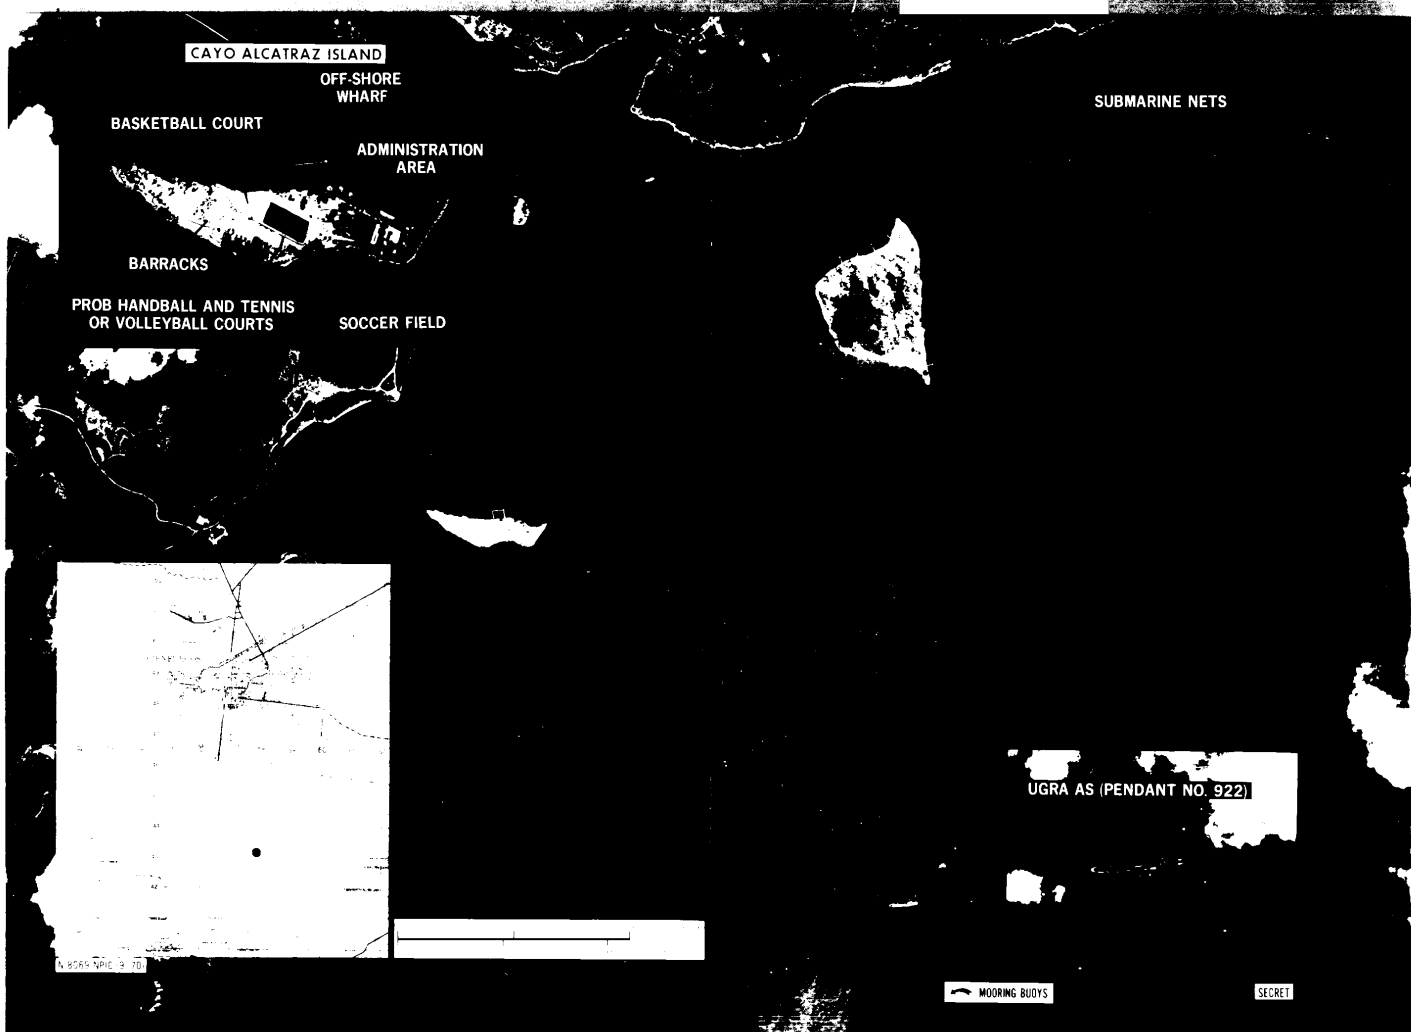 CAYO ALCATRAZ ISLAND
OFF-SHORE
WHARF
SUBMARINE NETS
BASKETBALL COURT
ADMINISTRATION
AREA
BARRACKS
PROB HANDBALL AND TENNIS
OR VOLLEYBALL COURTS
SOCCER FIELD
UGRA AS (PENDANT NO. 922)
MOORING BUOYS
SECRET